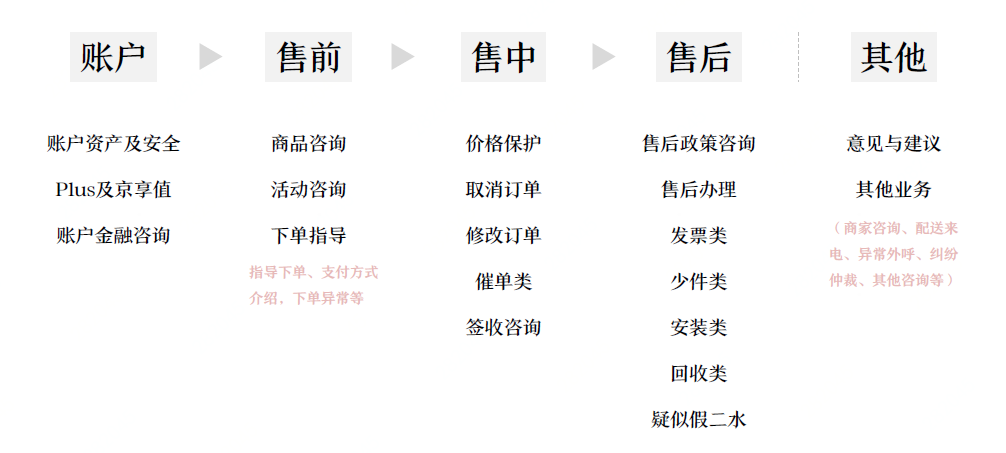 账户
售前
售中
售后
其他
账户资产及安全
Plus及京享值
账户金融咨询
商品咨询
活动咨询
下单指导
指导下单、支付方式
介绍，下单异常等
价格保护
取消订单
修改订单
催单类
签收咨询
售后政策咨询
售后办理
发票类
少件类
安装类
回收类
疑似假二水
意见与建议
其他业务
（商家咨询、配送来
电、异常外呼、纠纷
仲裁、其他咨询等）